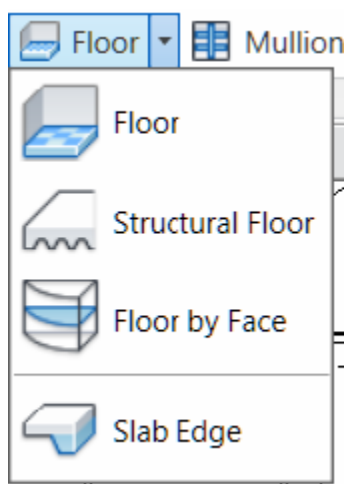 Floor Mullion
Floor
Structural Floor
Floor by Face
Slab Edge